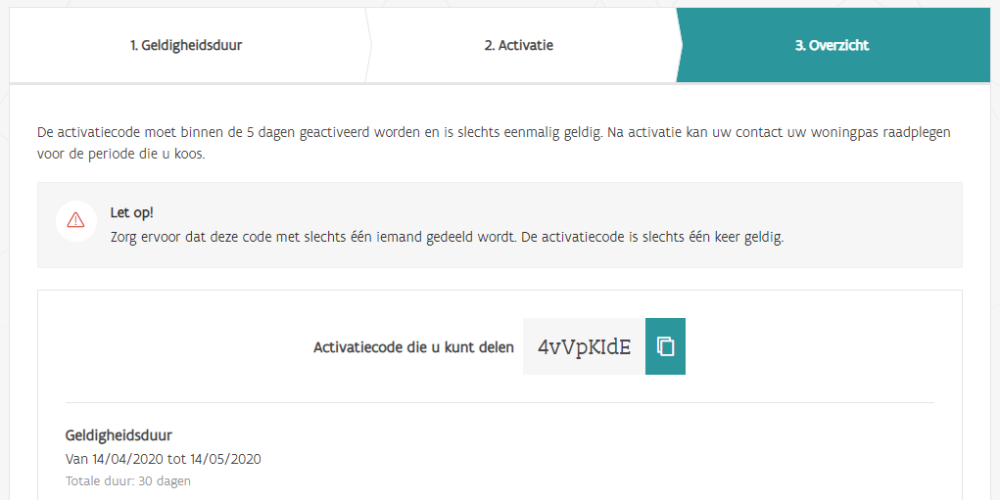 1. Geldigheidsduur
2. Activatie
3. Overzicht
De activatiecode moet binnen de 5 dagen geactiveerd worden en is slechts eenmalig geldig. Na activatie kan uw contact uw woningpas raadplegen
voor de periode die u koos.
Let op!
Zorg ervoor dat deze code met slechts één iemand gedeeld wordt. De activatiecode is slechts één keer geldig.
Activatiecode die u kunt delen
4vVpKIdE
Geldigheidsduur
Van 14/04/2020 tot 14/05/2020
Totale duur: 30 dagen